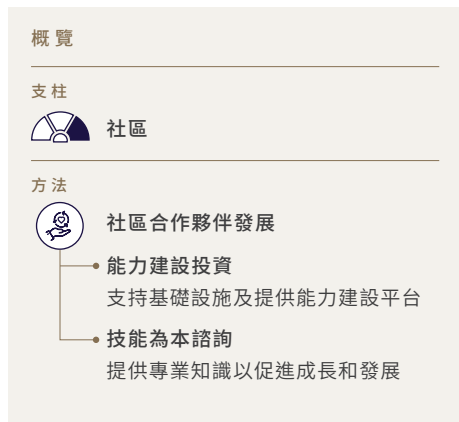 概覽
支柱
社區
方法
社區合作夥伴發展
能力建設投資
支持基礎設施及提供能力建設平台
技能為本諮詢
提供專業知識以促進成長和發展